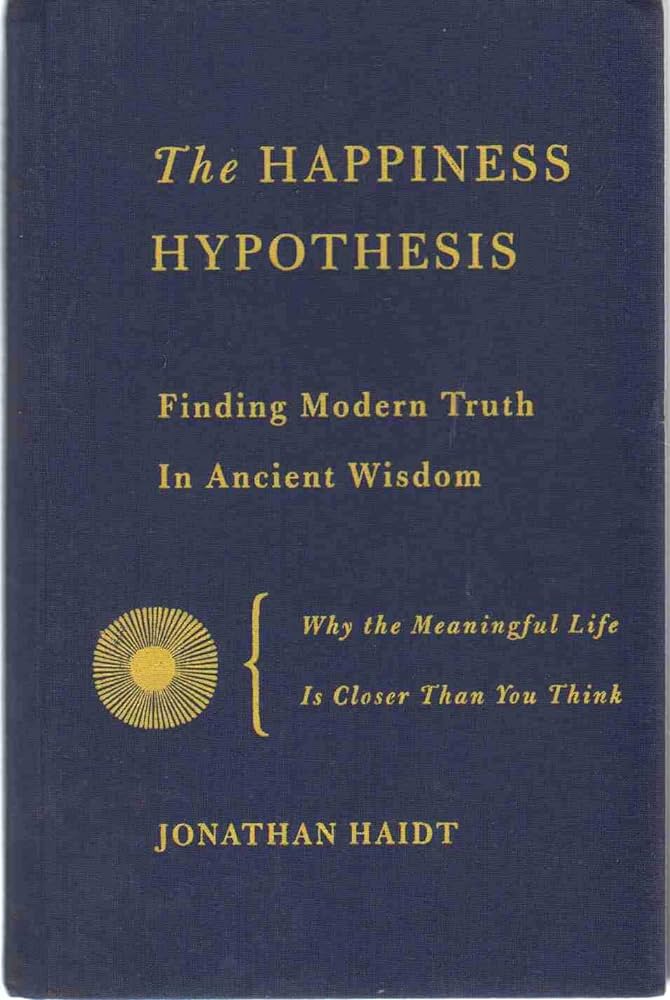 The HAPPINESS
HYPOTHESIS
Finding Modern Truth
In Ancient Wisdom
Why the Meaningful Life
Is Closer Than You Think
JONATHAN HAIDT